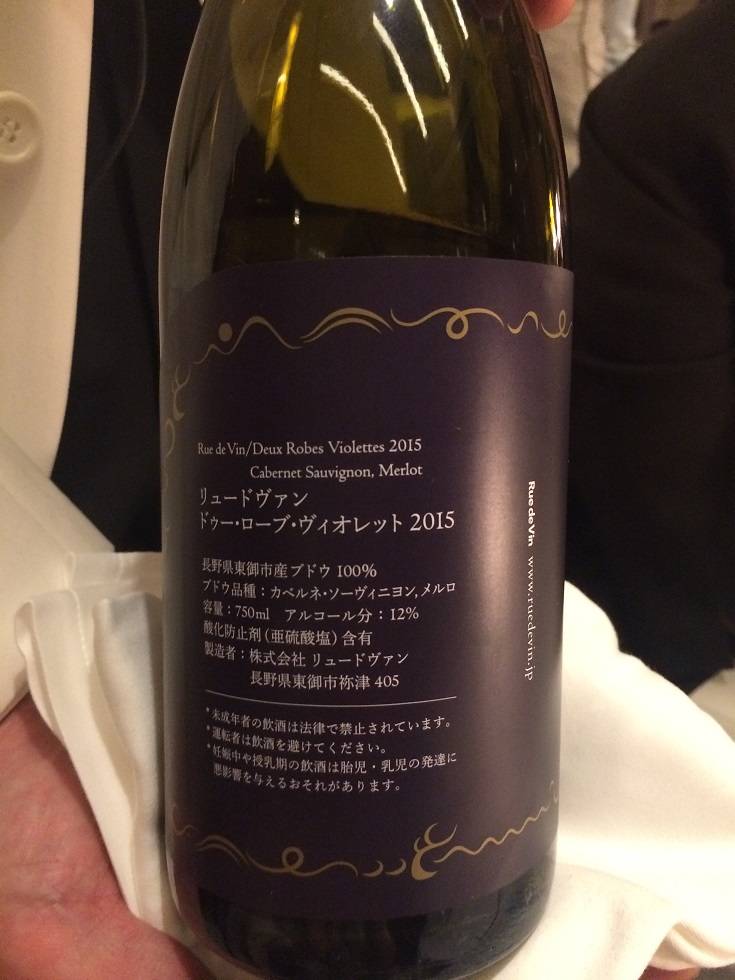 Rue de Vin/Deux Robes Violettes 2015
Cabernet Sauvignon, Merlot
リュードヴァン
ドゥー・ローブ・ヴィオレット 2015
長野県東御市産ブドウ 100%
ブドウ品種：カベルネ・ソーヴィニヨン, メルロ
容量：750ml　アルコール分：12%
酸化防止剤（亜硫酸塩）含有
製造者：株式会社 リュードヴァン
長野県東御市祢津 405
*未成年者の飲酒は法律で禁止されています。
*運転者は飲酒を避けてください。
*妊娠中や授乳期の飲酒は胎児・乳児の発達に
悪影響を与えるおそれがあります。
Rue de Vin www.ruedevin.jp